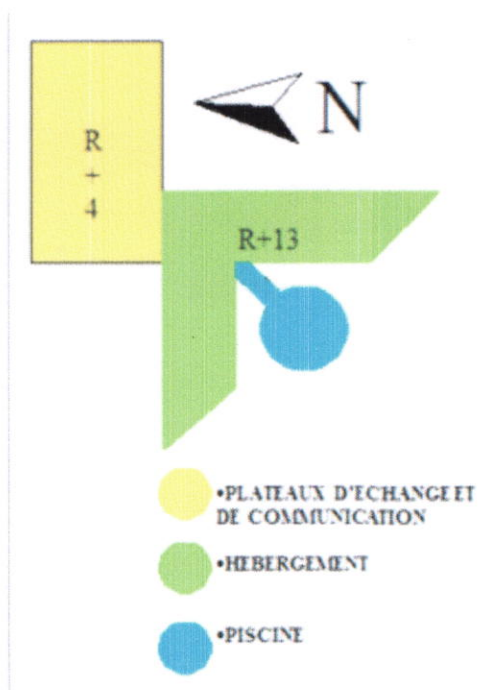 N
R
+
4
R+13
•PLATEAUX D'ECHANGE ET
DE COMMUNICATION
•HEBERGEMENT
•PISCINE